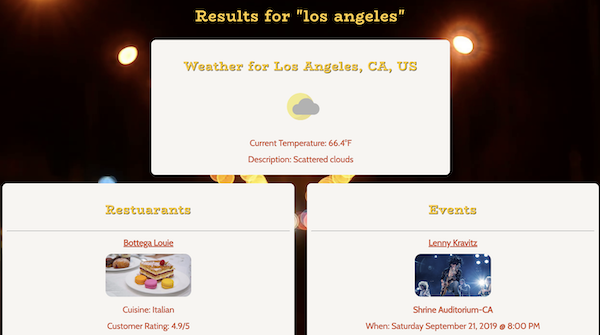 Results for "los angeles"
Weather for Los Angeles, CA, US
Current Temperature: 66.4°F
Description: Scattered clouds
Restuarants
Bottega Louie
Cuisine: Italian
Customer Rating: 4.9/5
Events
Lenny Kravitz
Shrine Auditorium-CA
When: Saturday September 21, 2019 @ 8:00 PM